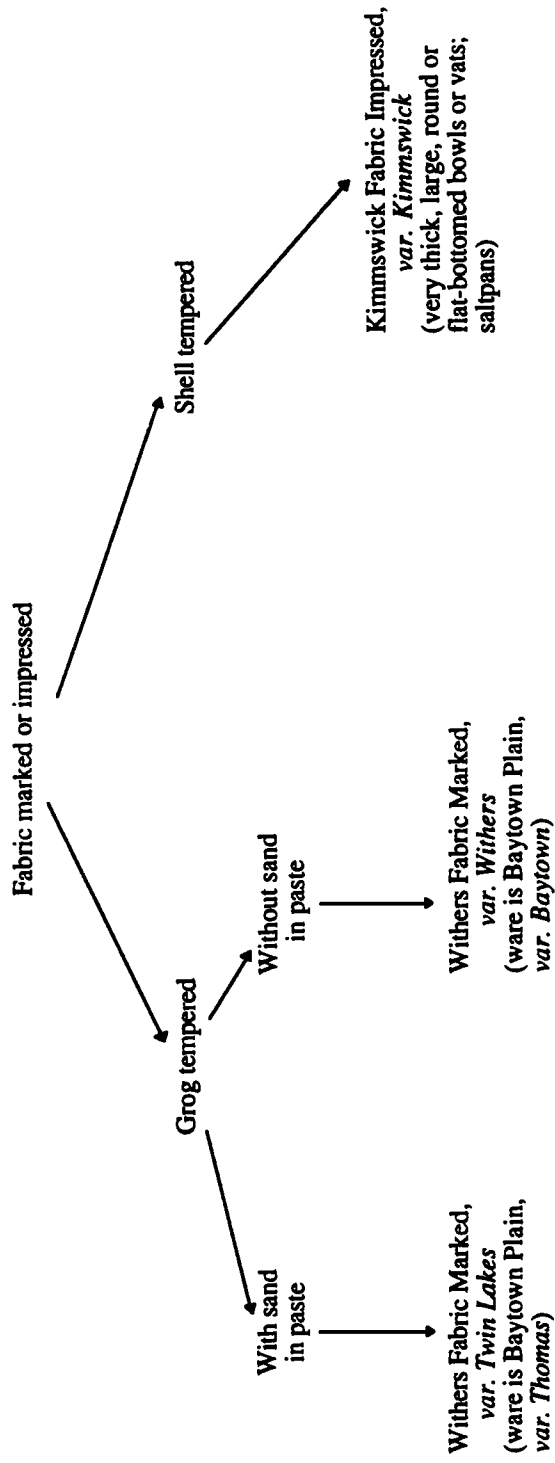 Fabric marked or impressed
Grog tempered
Shell tempered
With sand
in paste
Without sand
in paste
Withers Fabric Marked,
var. Twin Lakes
(ware is Baytown Plain,
var. Thomas)
Withers Fabric Marked,
var. Withers
(ware is Baytown Plain,
var. Baytown)
Kimmswick Fabric Impressed,
var. Kimmswick
(very thick, large, round or
flat-bottomed bowls or vats;
saltpans)